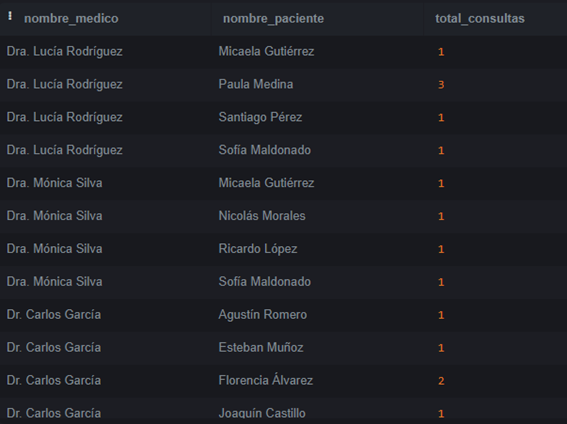 nombre_medico nombre_paciente total_consultas
Dra. Lucía Rodríguez Micaela Gutiérrez 1
Dra. Lucía Rodríguez Paula Medina 3
Dra. Lucía Rodríguez Santiago Pérez 1
Dra. Lucía Rodríguez Sofía Maldonado 1
Dra. Mónica Silva Micaela Gutiérrez 1
Dra. Mónica Silva Nicolás Morales 1
Dra. Mónica Silva Ricardo López 1
Dra. Mónica Silva Sofía Maldonado 1
Dr. Carlos García Agustín Romero 1
Dr. Carlos García Esteban Muñoz 1
Dr. Carlos García Florencia Álvarez 2
Dr. Carlos García Joaquín Castillo 1